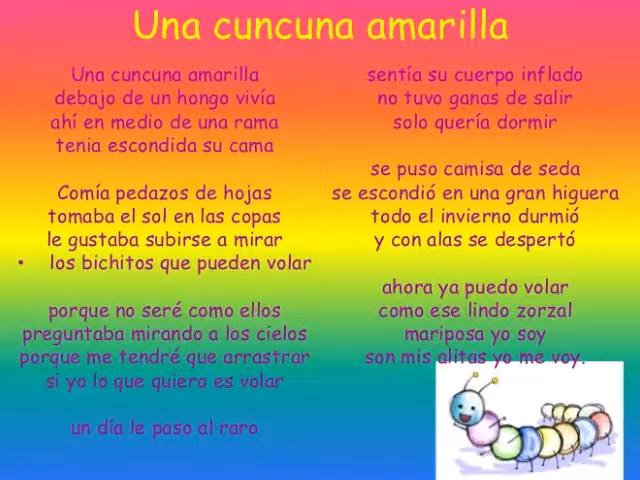 Una cuncuna amarilla
Una cuncuna amarilla
debajo de un hongo vivía
ahí en medio de una rama
tenia escondida su cama
Comía pedazos de hojas
tomaba el sol en las copas
le gustaba subirse a mirar
• los bichitos que pueden volar
porque no seré como ellos
preguntaba mirando a los cielos
porque me tendré que arrastrar
si yo lo que quiero es volar
un día le paso al raro
sentía su cuerpo inflado
no tuvo ganas de salir
solo quería dormir
se puso camisa de seda
se escondió en una gran higuera
todo el invierno durmió
y con alas se despertó
ahora ya puedo volar
como ese lindo zorzal
mariposa yo soy
son mis alitas yo me voy.